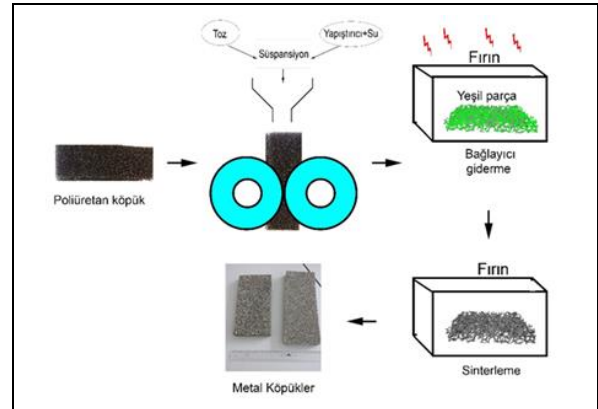 Toz
Yapıştırıcı+Su
Süspansiyon
Poliüretan köpük
Fırın
Yeşil parça
Bağlayıcı
giderme
Fırın
Sinterleme
Metal Köpükler